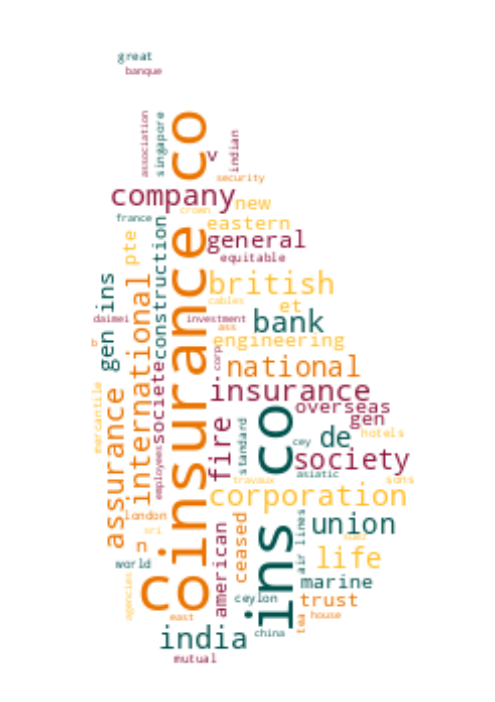 great
banque
association
singapore
coinsurance co
v
indian
security
company
crown
new
france
eastern
pte
construction
general
equitable
gen ins
international
british
cables
et
daimei
investment
ass
bank
engineering
corp
national
mercantile
assurance
societe
insurance
overseas
gen
fire
standard
ins co
de
hotels
cey
society
employees
asiatic
travaux
sons
corporation
london
sri
n
american
ceased
air lines
union
world
life
marine
agencies
ceylon
trust
east
tea
house
india
china
mutual